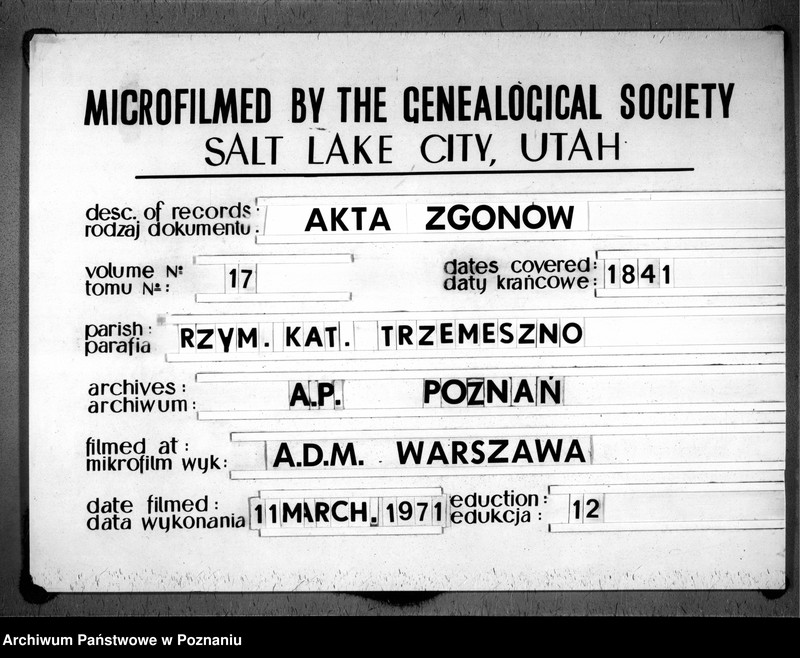 MICROFILMED BY THE GENEALOGICAL SOCIETY
SALT LAKE CITY, UTAH
desc. of records:
rodzaj dokumentu:
AKTA ZGONÓW
volume №
tomu №:
17
dates covered:
daty krańcowe:
1841
parish:
parafia
RZYM. KAT. TRZEMESZNO
archives:
archiwum:
A.P. POZNAŃ
filmed at:
mikrofilm wyk:
A.D.M. WARSZAWA
date filmed:
data wykonania
11 MARCH. 1971
eduction:
edukcja:
12
Archiwum Państwowe w Poznaniu